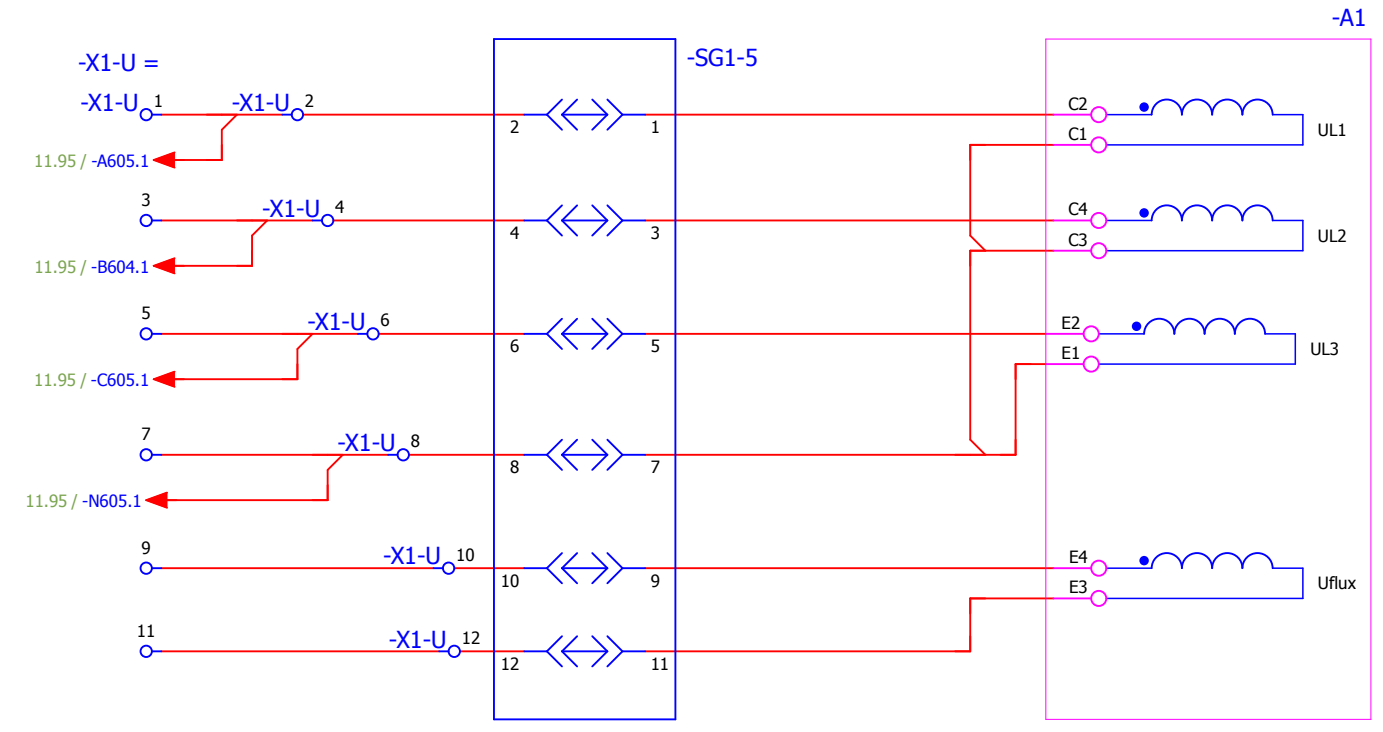 -A1
-X1-U =
-SG1-5
-X1-U 1 -X1-U 2
2 1
C2
C1
UL1
11.95 / -A605.1
3 -X1-U 4
4 3
C4
C3
UL2
11.95 / -B604.1
5 -X1-U 6
6 5
E2
E1
UL3
11.95 / -C605.1
7 -X1-U 8
8 7
11.95 / -N605.1
9 -X1-U 10
10 9
E4
E3
Uflux
11 -X1-U 12
12 11